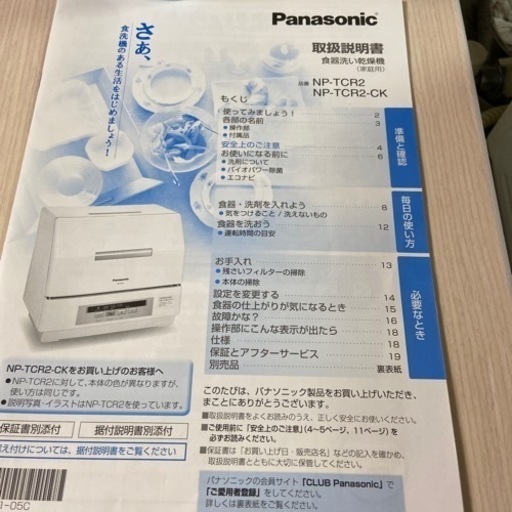 Panasonic
取扱説明書
食器洗い乾燥機
(家庭用)
品番 NP-TCR2
NP-TCR2-CK
さあ、
食洗機のある生活をはじめましょう!
もくじ
使ってみましょう! 2
各部の名前 3
●操作部
●付属品
安全上のご注意 4
お使いになる前に 6
●洗剤について
●バイオパワー除菌
●エコナビ
準備と確認
食器・洗剤を入れよう 8
●気をつけること/洗えないもの
食器を洗おう 12
●運転時間の目安
毎日の使い方
お手入れ 13
●残さいフィルターの掃除
●本体の掃除
設定を変更する 14
食器の仕上がりが気になるとき 15
故障かな? 16
操作部にこんな表示が出たら 18
仕様 18
保証とアフターサービス 19
別売品 裏表紙
必要なとき
Panasonic
NP-TCR2-CKをお買い上げのお客様へ
●NP-TCR2に対して、本体の色が異なりますが、
使い方は同じです。
●説明写真・イラストはNP-TCR2を使っています。
保証書別添付
据付説明書別添付
え付けについては、据付説明書をご覧ください
1-05C
このたびは、パナソニック製品をお買い上げいただき、
まことにありがとうございます。
■取扱説明書をよくお読みのうえ、正しく安全にお使いください。
■ご使用前に「安全上のご注意」(4~5ページ、11ページ)を
必ずお読みください。
■保証書は「お買い上げ日・販売店名」などの記入を確かめ、
取扱説明書とともに大切に保管してください。
パナソニックの会員サイト「CLUB Panasonic」で
「ご愛用者登録」をしてください。
詳しくは裏表紙をご覧ください。